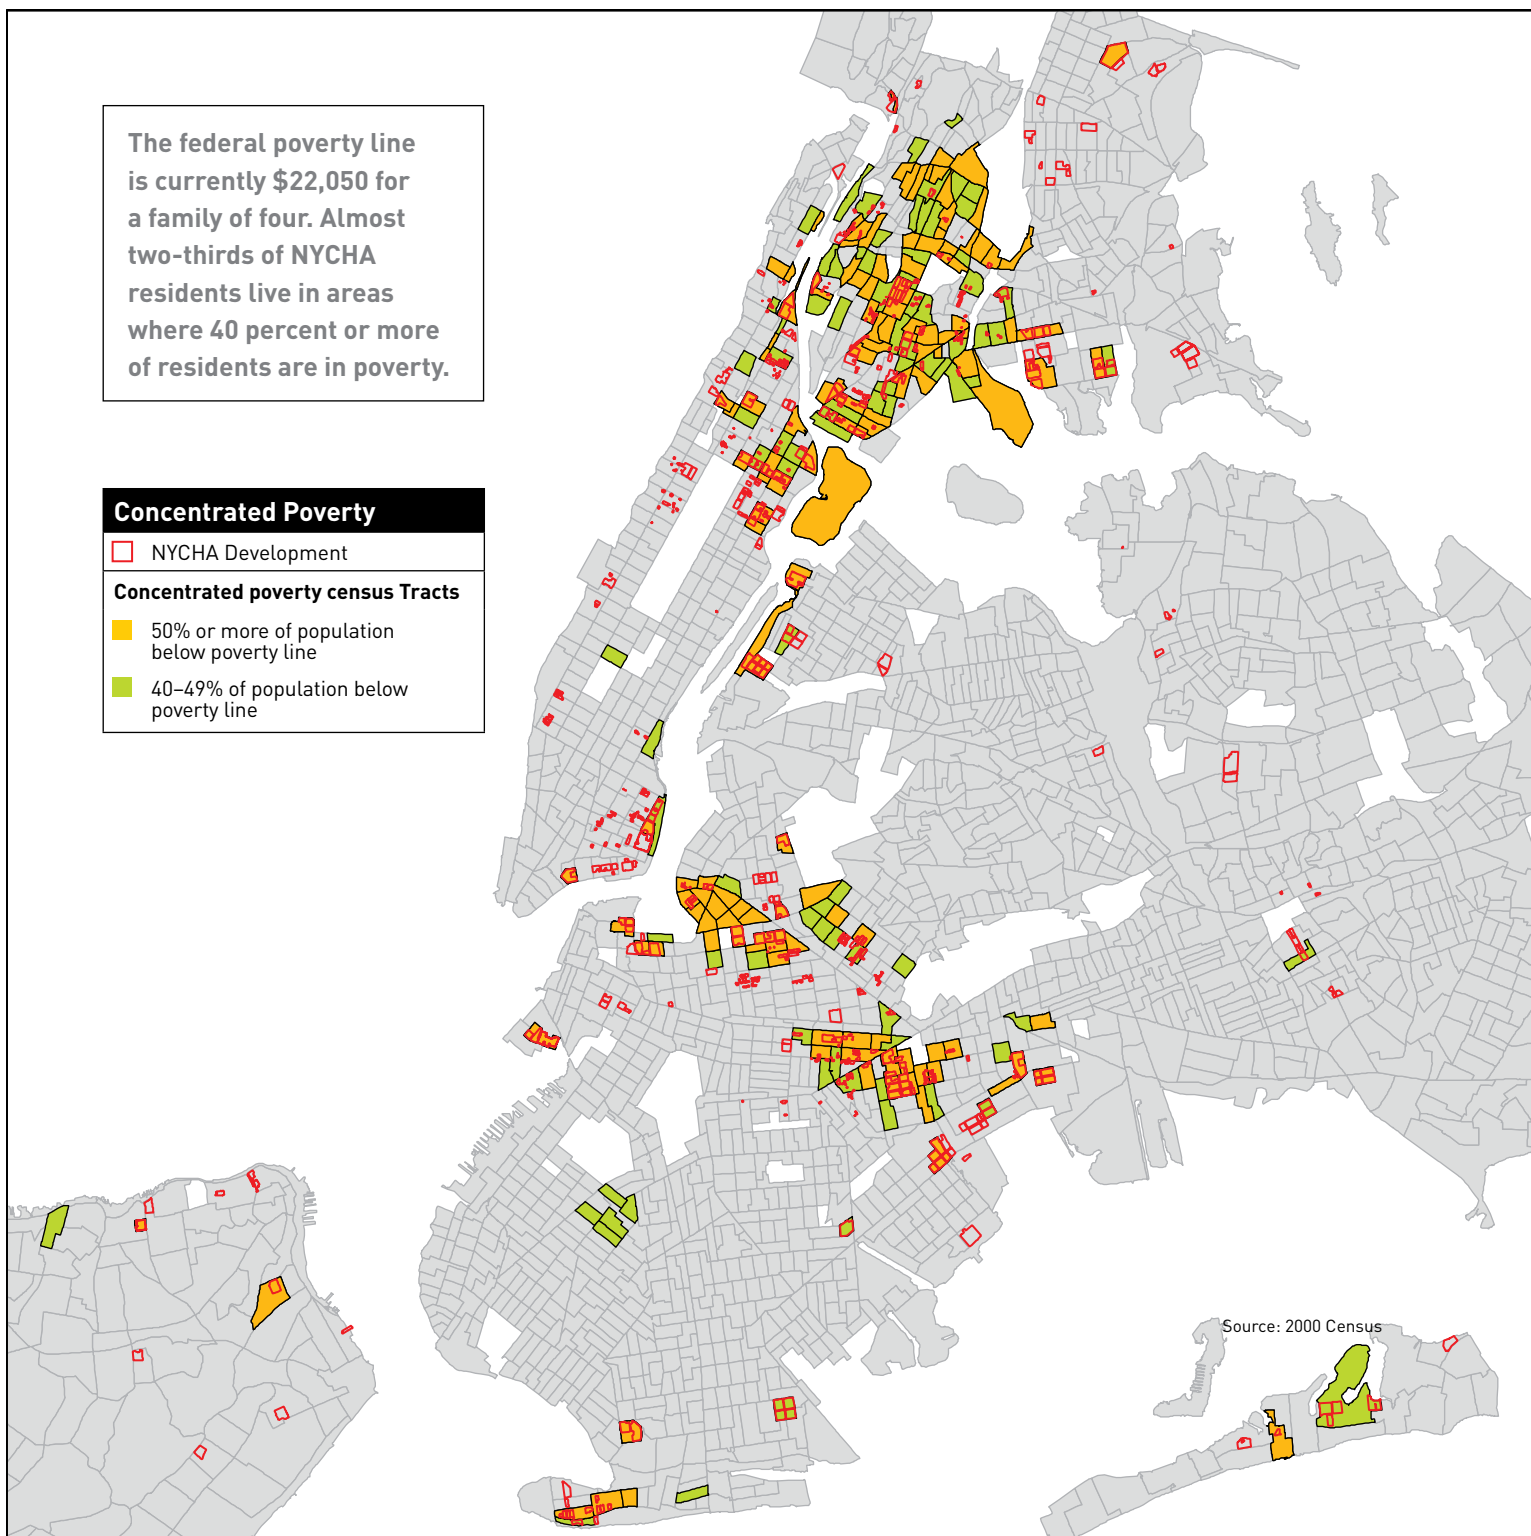 The federal poverty line
is currently $22,050 for
a family of four. Almost
two-thirds of NYCHA
residents live in areas
where 40 percent or more
of residents are in poverty.
Concentrated Poverty
NYCHA Development
Concentrated poverty census Tracts
50% or more of population
below poverty line
40–49% of population below
poverty line
Source: 2000 Census